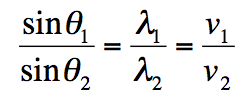 sinθ₁/sinθ₂ = λ₁/λ₂ = v₁/v₂